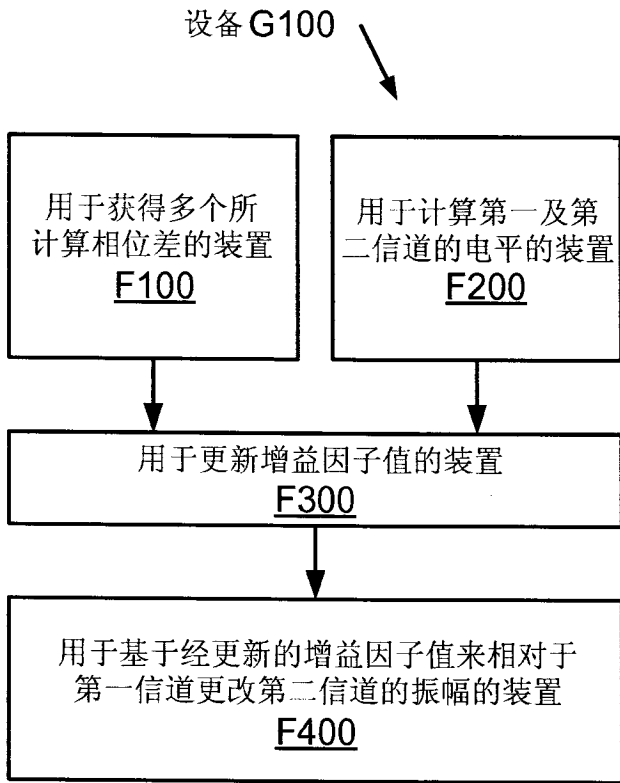 设备 G100
用于获得多个所
计算相位差的装置
F100
用于计算第一及第
二信道的电平的装置
F200
用于更新增益因子值的装置
F300
用于基于经更新的增益因子值来相对于
第一信道更改第二信道的振幅的装置
F400